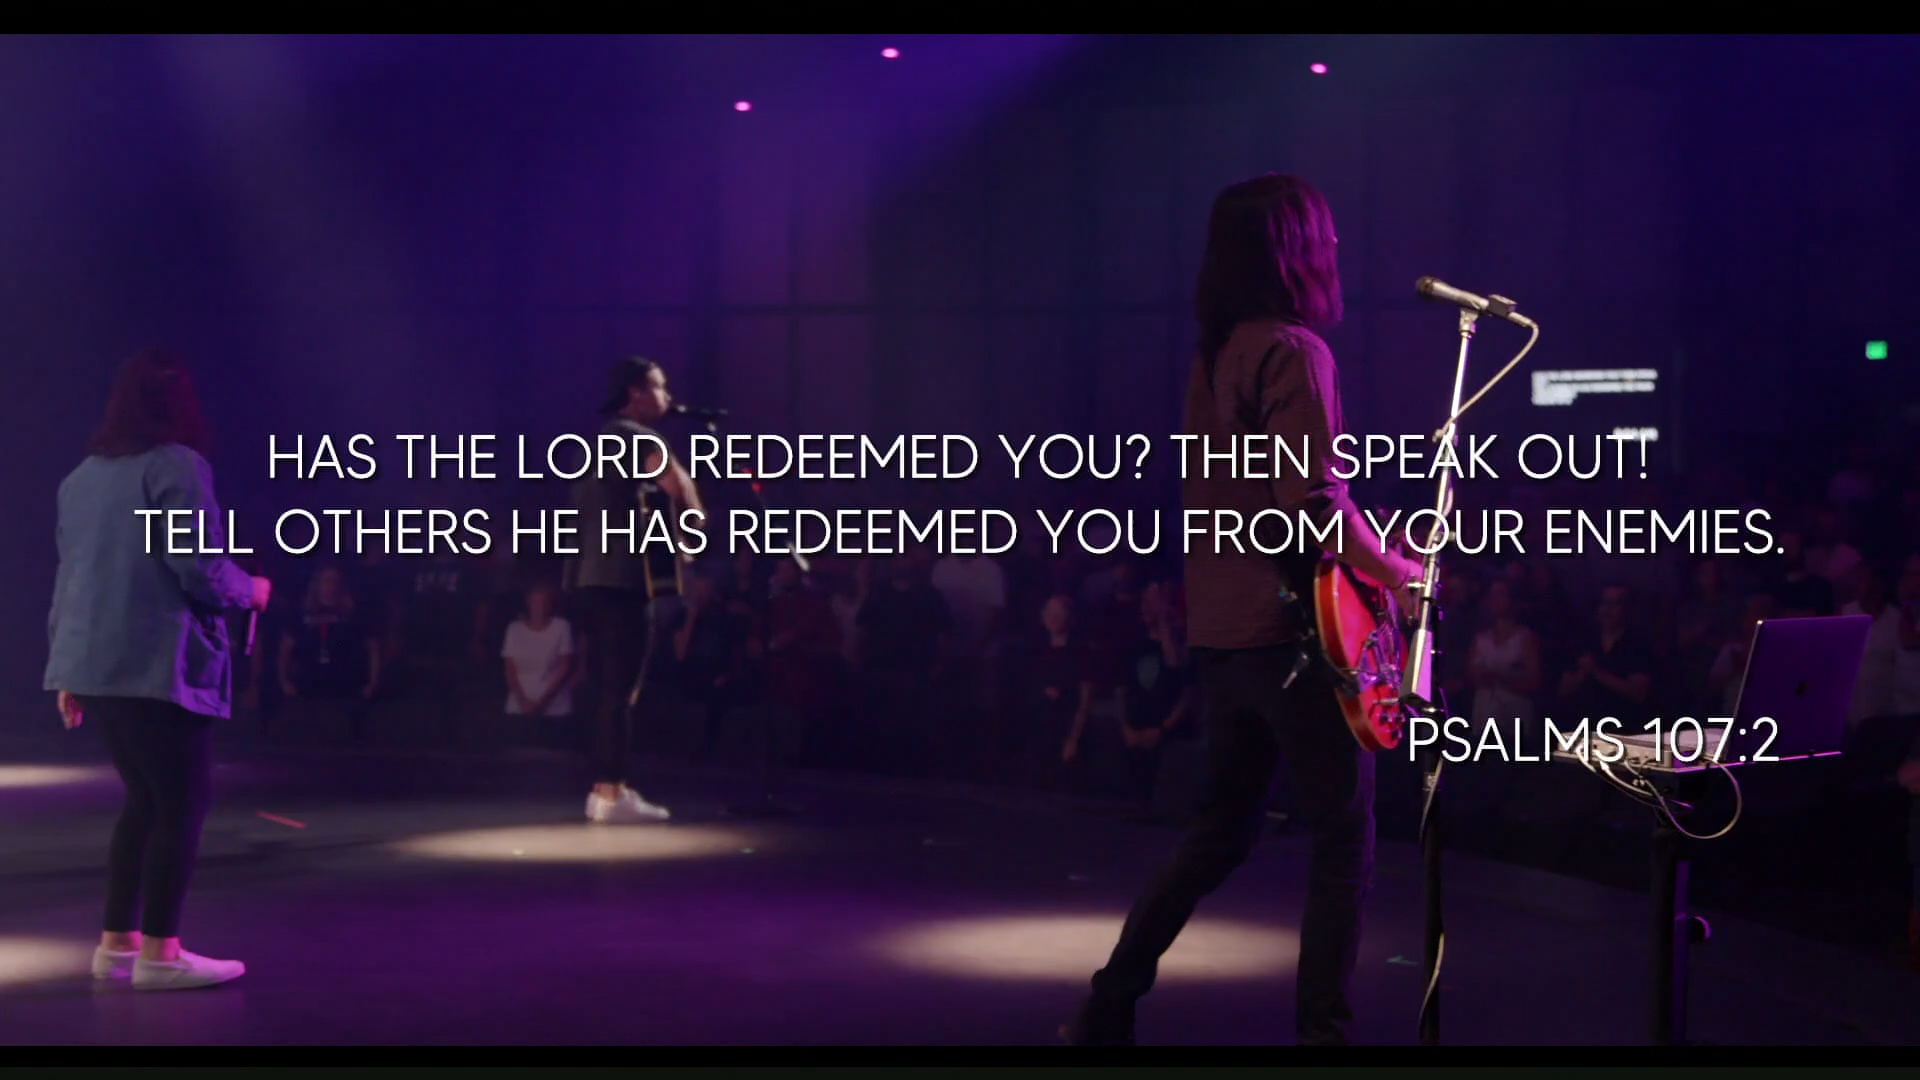 HAS THE LORD REDEEMED YOU? THEN SPEAK OUT!
TELL OTHERS HE HAS REDEEMED YOU FROM YOUR ENEMIES.
PSALMS 107:2